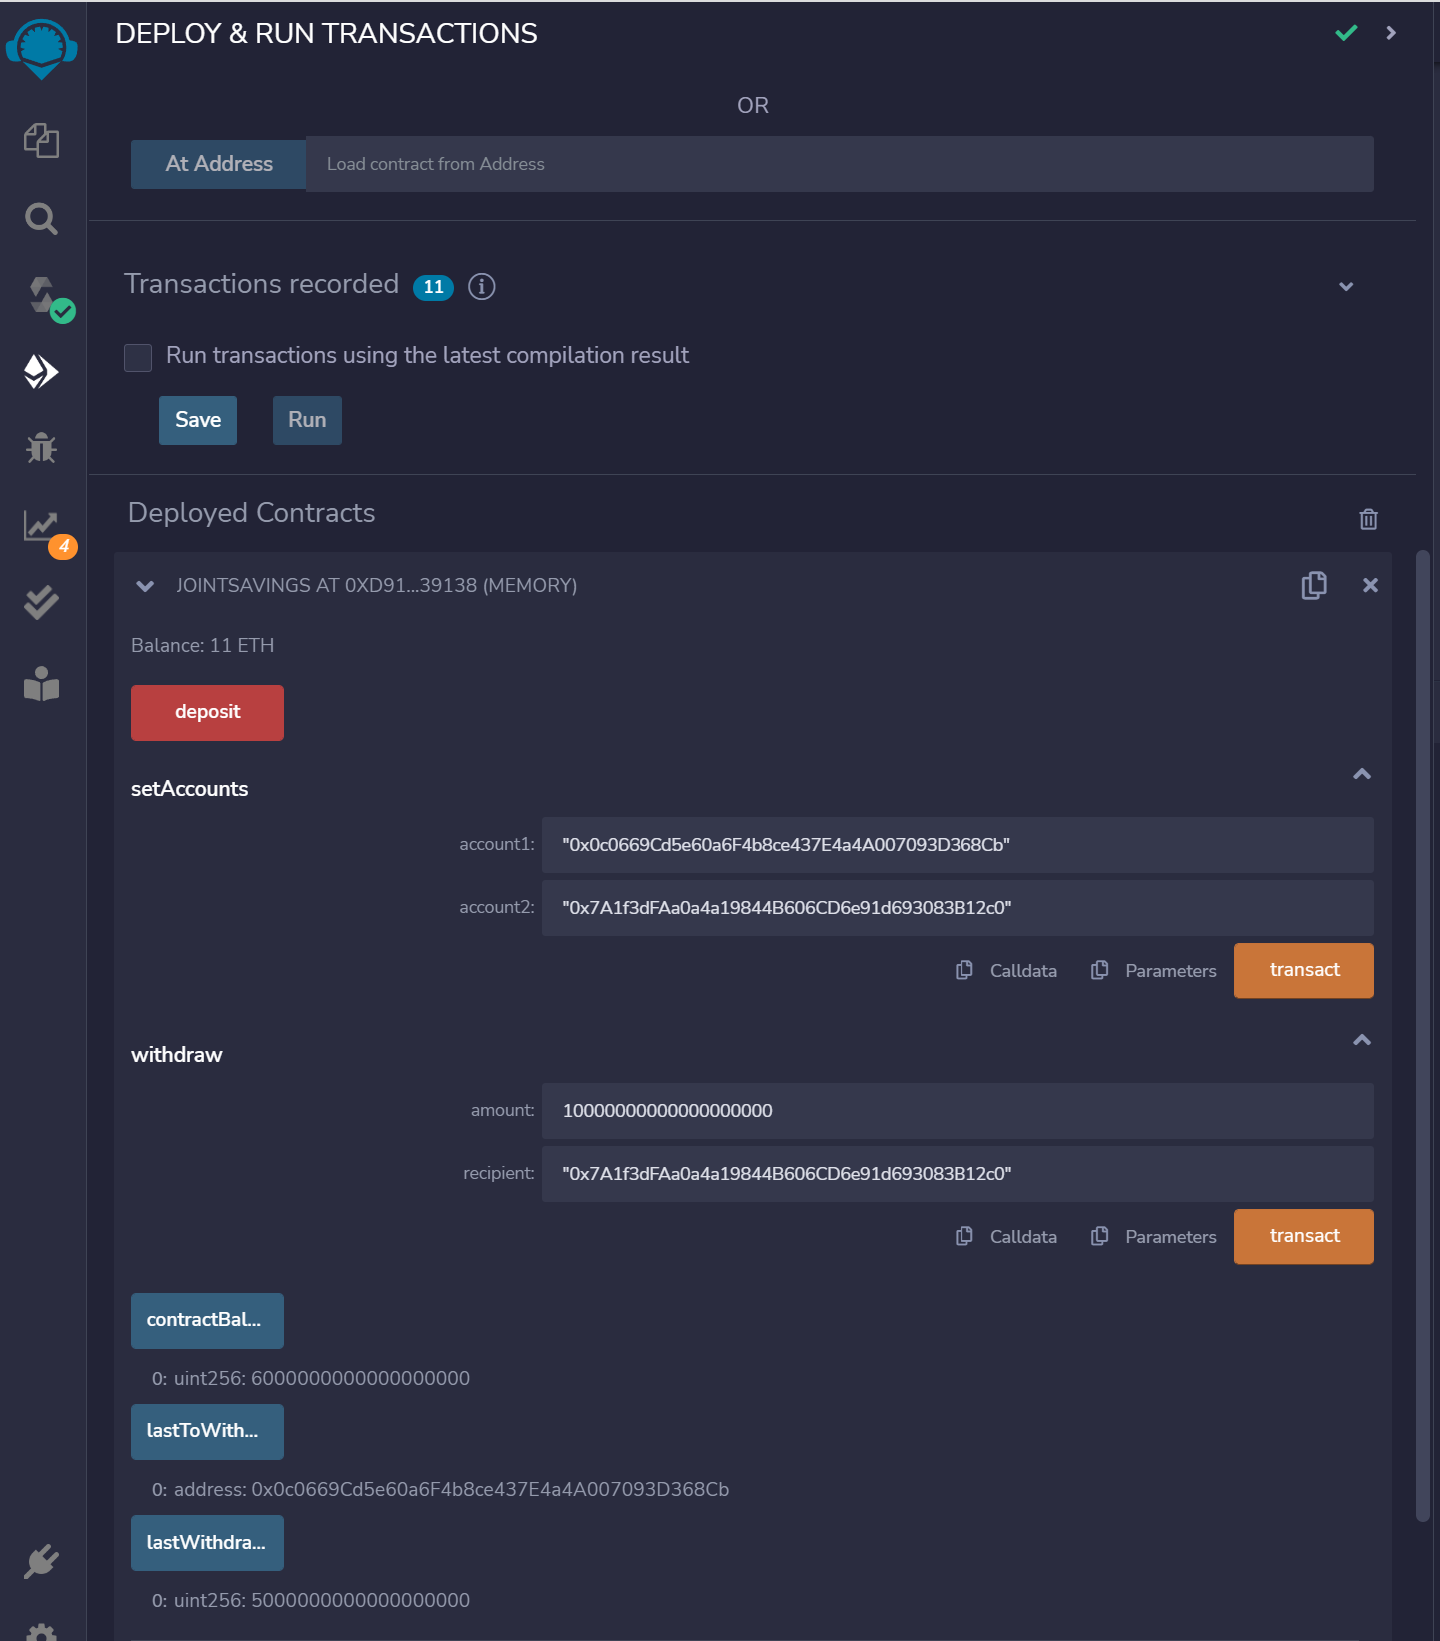 DEPLOY & RUN TRANSACTIONS
OR
At Address Load contract from Address
Transactions recorded 11
Run transactions using the latest compilation result
Save Run
Deployed Contracts
4
JOINTSAVINGS AT 0XD91...39138 (MEMORY)
Balance: 11 ETH
deposit
setAccounts
account1: "0x0c0669Cd5e60a6F4b8ce437E4a4A007093D368Cb"
account2: "0x7A1f3dFAa0a4a19844B606CD6e91d693083B12c0"
Calldata Parameters transact
withdraw
amount: 10000000000000000000
recipient: "0x7A1f3dFAa0a4a19844B606CD6e91d693083B12c0"
Calldata Parameters transact
contractBal...
0: uint256: 6000000000000000000
lastToWith...
0: address: 0x0c0669Cd5e60a6F4b8ce437E4a4A007093D368Cb
lastWithdra...
0: uint256: 5000000000000000000